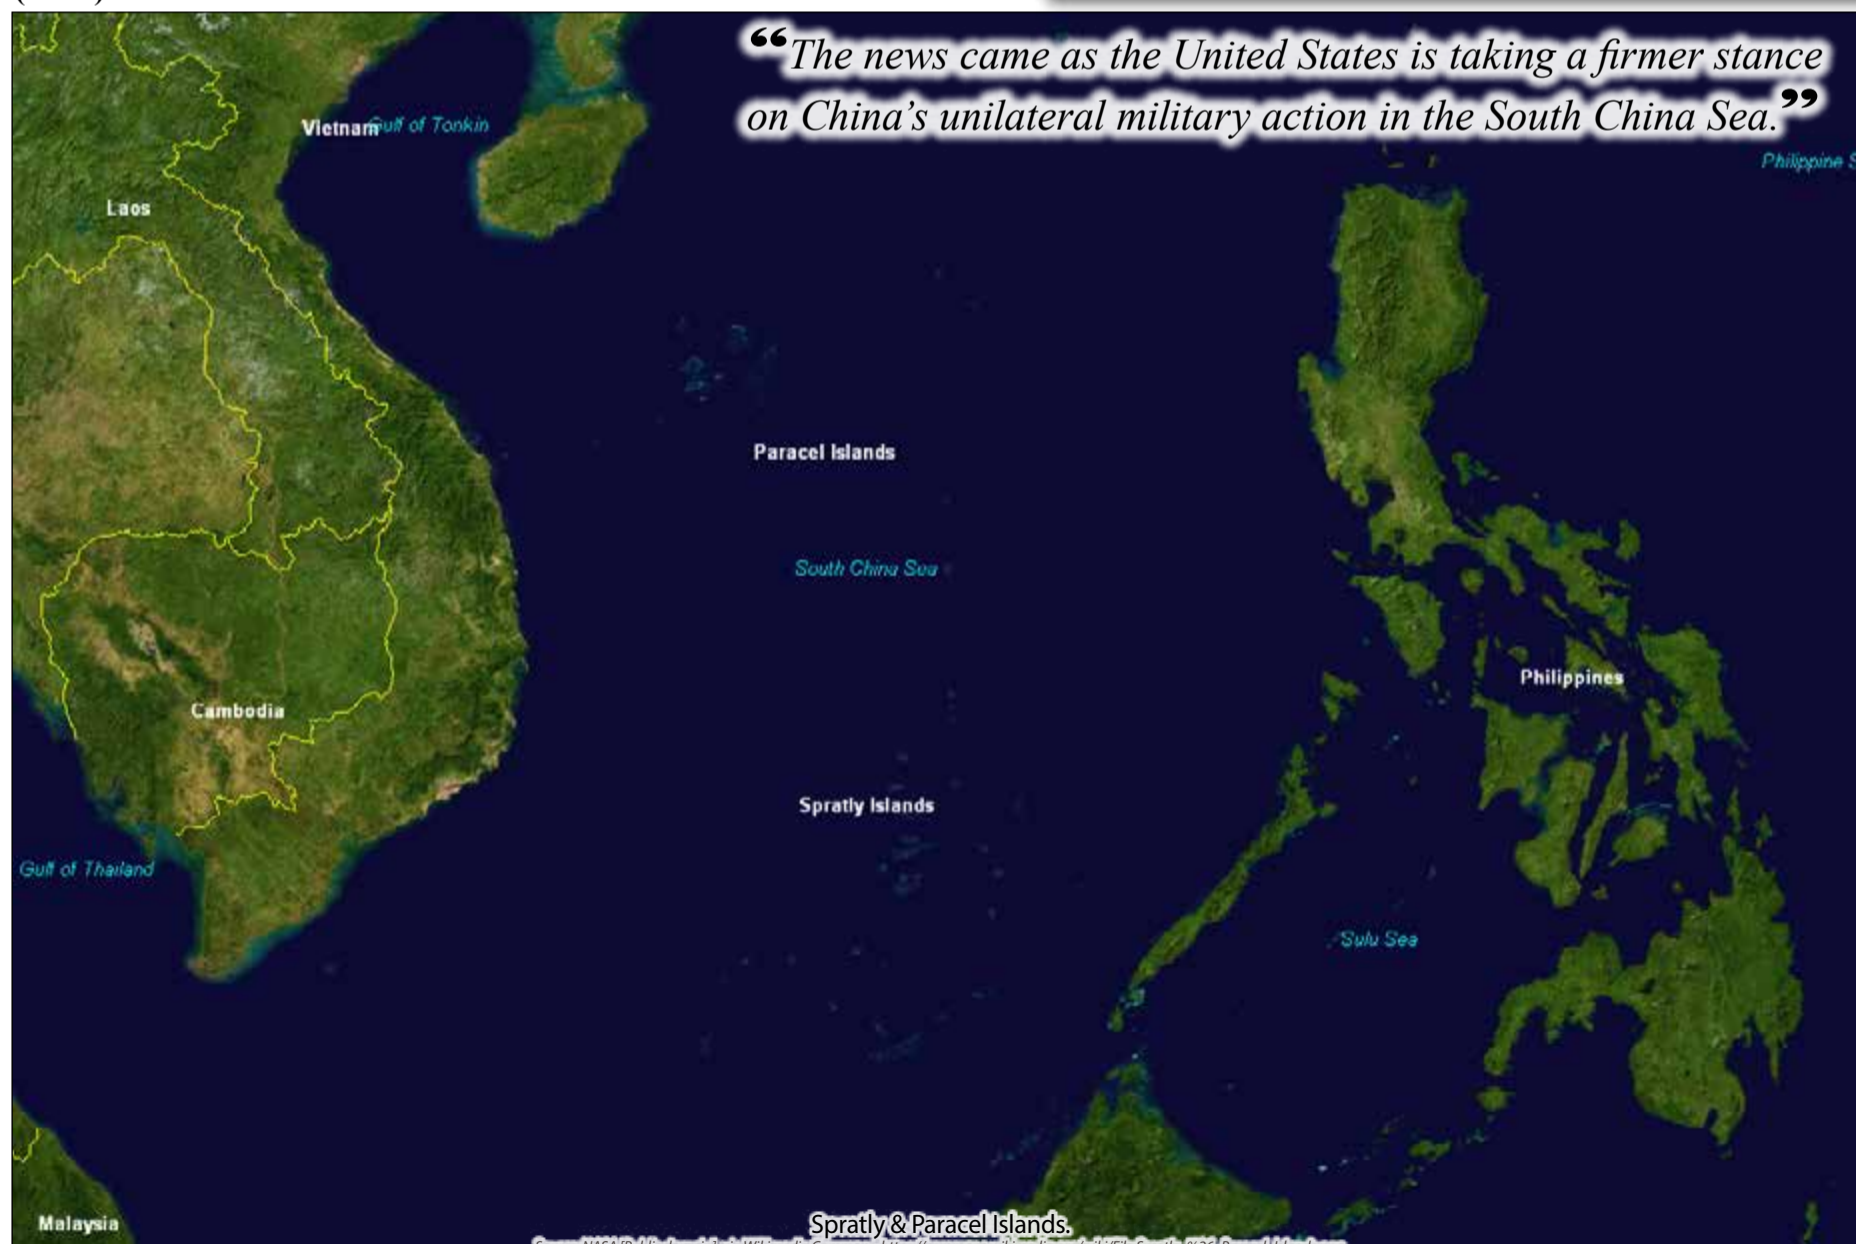 “The news came as the United States is taking a firmer stance
on China’s unilateral military action in the South China Sea.”
Vietnam
Gulf of Tonkin
Philippine S
Laos
Paracel Islands
South China Sea
Philippines
Cambodia
Spratly Islands
Gulf of Thailand
Sulu Sea
Malaysia
Spratly & Paracel Islands.